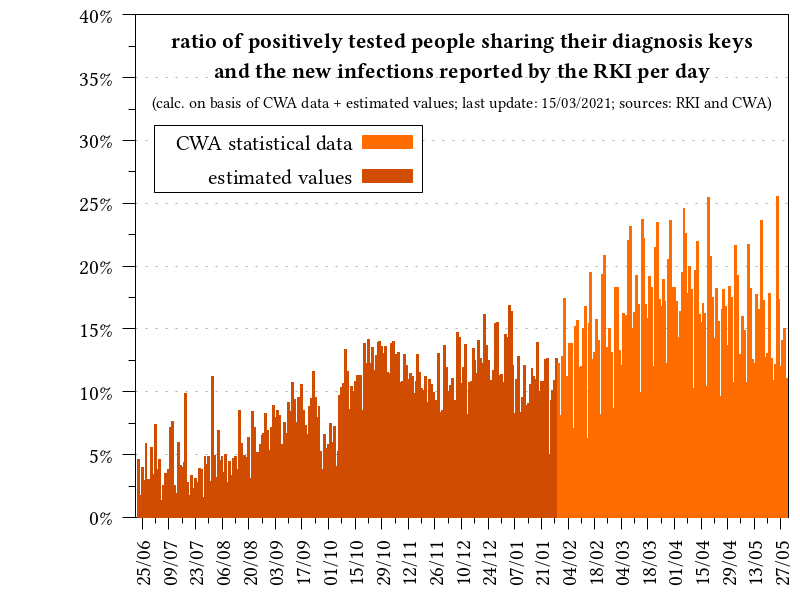 ratio of positively tested people sharing their diagnosis keys
and the new infections reported by the RKI per day
(calc. on basis of CWA data + estimated values; last update: 15/03/2021; sources: RKI and CWA)
CWA statistical data
estimated values
40%
35%
30%
25%
20%
15%
10%
5%
0%
25/06 09/07 23/07 06/08 20/08 03/09 17/09 01/10 15/10 29/10 12/11 26/11 10/12 24/12 07/01 21/01 04/02 18/02 04/03 18/03 01/04 15/04 29/04 13/05 27/05